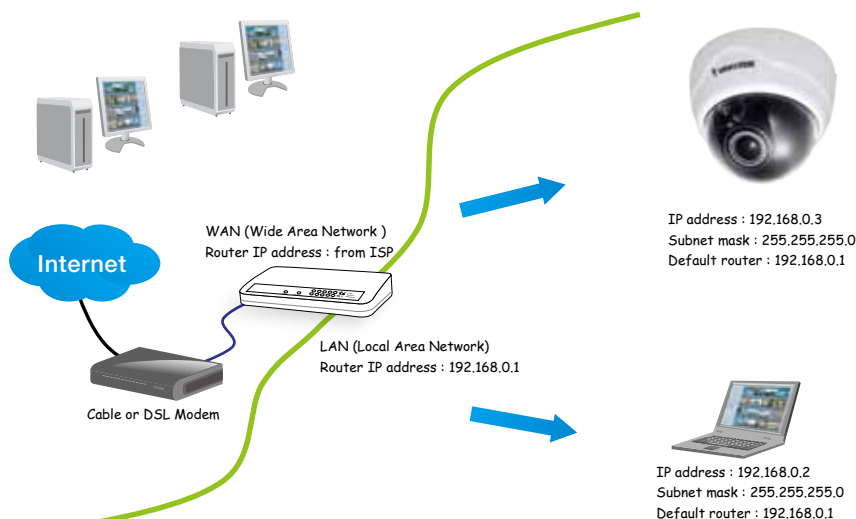 WAN (Wide Area Network )
Router IP address : from ISP
Internet
LAN (Local Area Network)
Router IP address : 192.168.0.1
Cable or DSL Modem
IP address : 192.168.0.3
Subnet mask : 255.255.255.0
Default router : 192.168.0.1
IP address : 192.168.0.2
Subnet mask : 255.255.255.0
Default router : 192.168.0.1